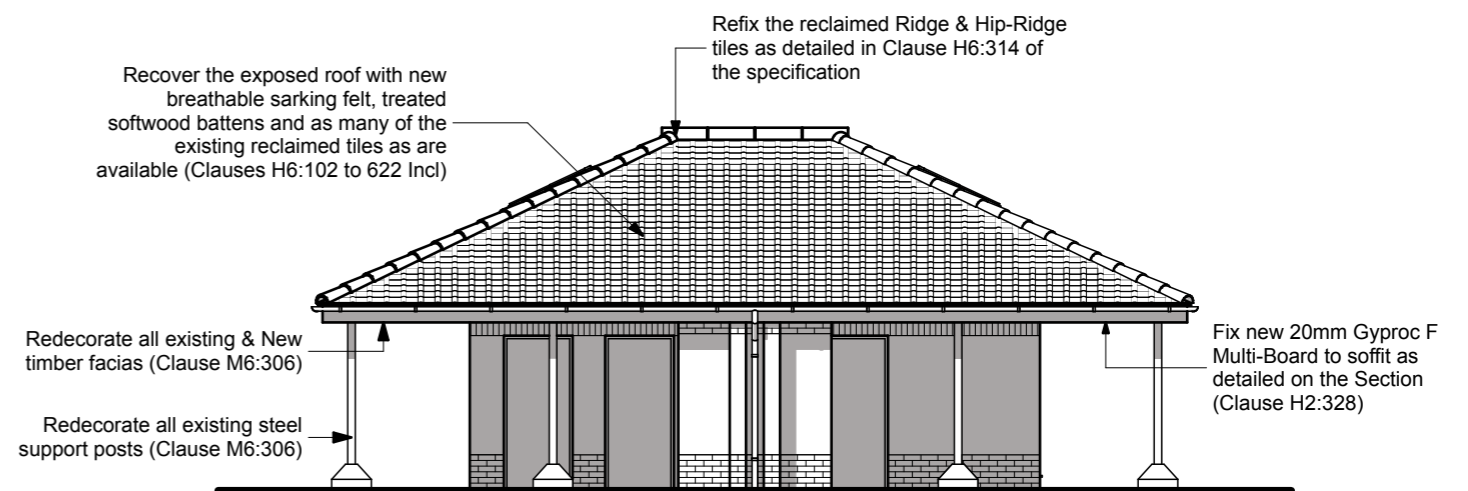 Refix the reclaimed Ridge & Hip-Ridge
tiles as detailed in Clause H6:314 of
the specification
Recover the exposed roof with new
breathable sarking felt, treated
softwood battens and as many of the
existing reclaimed tiles as are
available (Clauses H6:102 to 622 Incl)
Redecorate all existing & New
timber facias (Clause M6:306)
Redecorate all existing steel
support posts (Clause M6:306)
Fix new 20mm Gyproc F
Multi-Board to soffit as
detailed on the Section
(Clause H2:328)